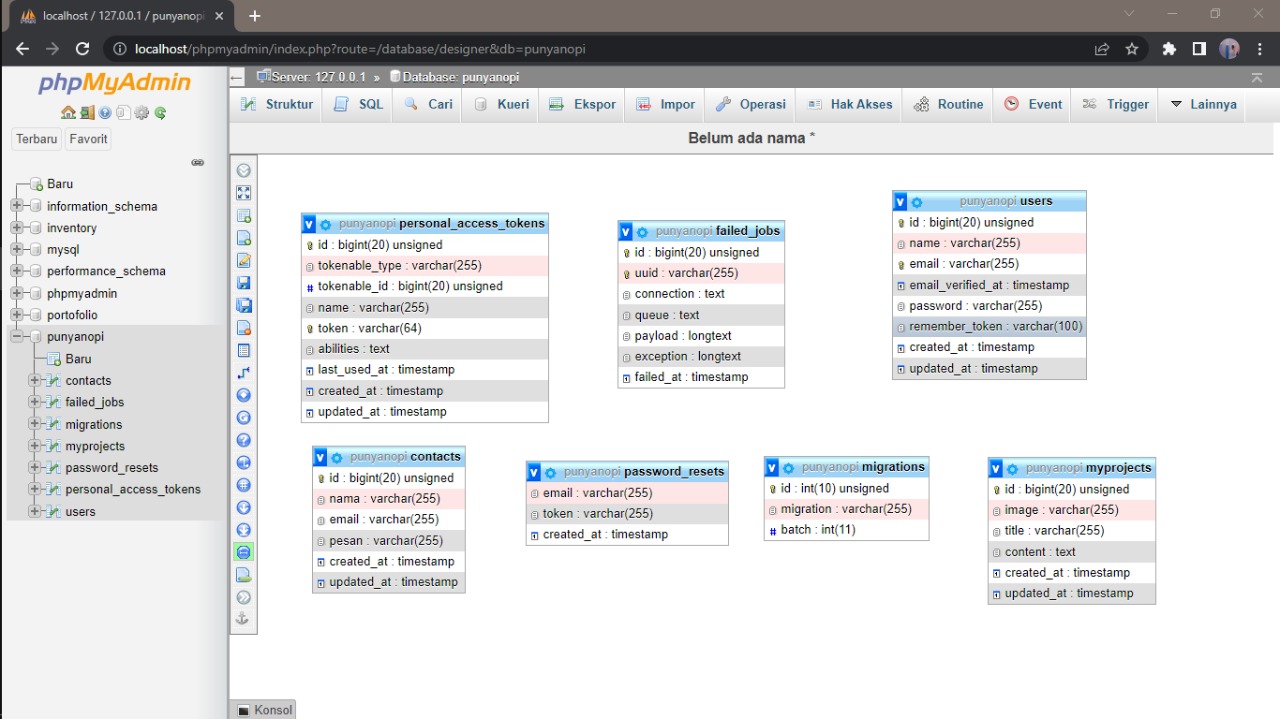 localhost / 127.0.0.1 / punyanopi
localhost/phpmyadmin/index.php?route=/database/designer&db=punyanopi
phpMyAdmin
Terbaru Favorit
Baru
information_schema
inventory
mysql
performance_schema
phpmyadmin
portofolio
punyanopi
Baru
contacts
failed_jobs
migrations
myprojects
password_resets
personal_access_tokens
users
Server: 127.0.0.1 » Database: punyanopi
Struktur SQL Cari Kueri Ekspor Impor Operasi Hak Akses Routine Event Trigger Lainnya
Belum ada nama *
punyanopi personal_access_tokens
id : bigint(20) unsigned
tokenable_type : varchar(255)
tokenable_id : bigint(20) unsigned
name : varchar(255)
token : varchar(64)
abilities : text
last_used_at : timestamp
created_at : timestamp
updated_at : timestamp
punyanopi failed_jobs
id : bigint(20) unsigned
uuid : varchar(255)
connection : text
queue : text
payload : longtext
exception : longtext
failed_at : timestamp
punyanopi users
id : bigint(20) unsigned
name : varchar(255)
email : varchar(255)
email_verified_at : timestamp
password : varchar(255)
remember_token : varchar(100)
created_at : timestamp
updated_at : timestamp
punyanopi contacts
id : bigint(20) unsigned
nama : varchar(255)
email : varchar(255)
pesan : varchar(255)
created_at : timestamp
updated_at : timestamp
punyanopi password_resets
email : varchar(255)
token : varchar(255)
created_at : timestamp
punyanopi migrations
id : int(10) unsigned
migration : varchar(255)
batch : int(11)
punyanopi myprojects
id : bigint(20) unsigned
image : varchar(255)
title : varchar(255)
content : text
created_at : timestamp
updated_at : timestamp
Konsol